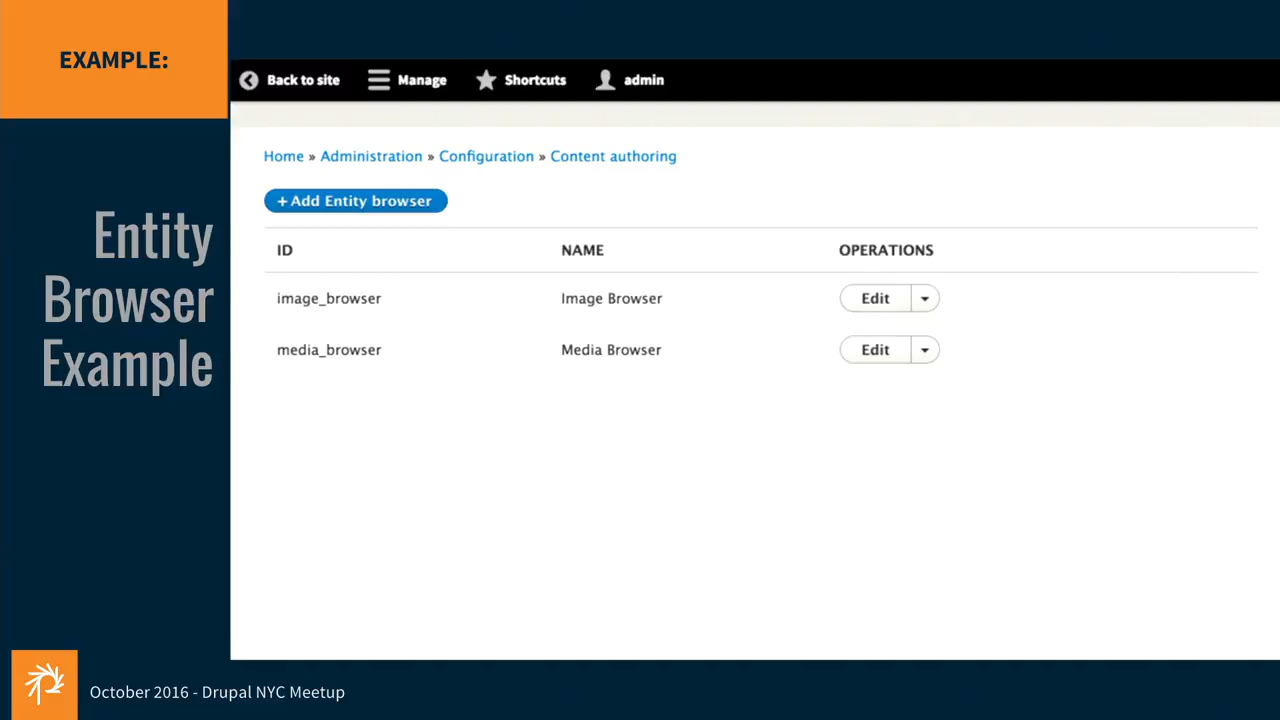 EXAMPLE:
Entity
Browser
Example
Back to site Manage Shortcuts admin
Home » Administration » Configuration » Content authoring
+ Add Entity browser
ID NAME OPERATIONS
image_browser Image Browser Edit
media_browser Media Browser Edit
October 2016 - Drupal NYC Meetup